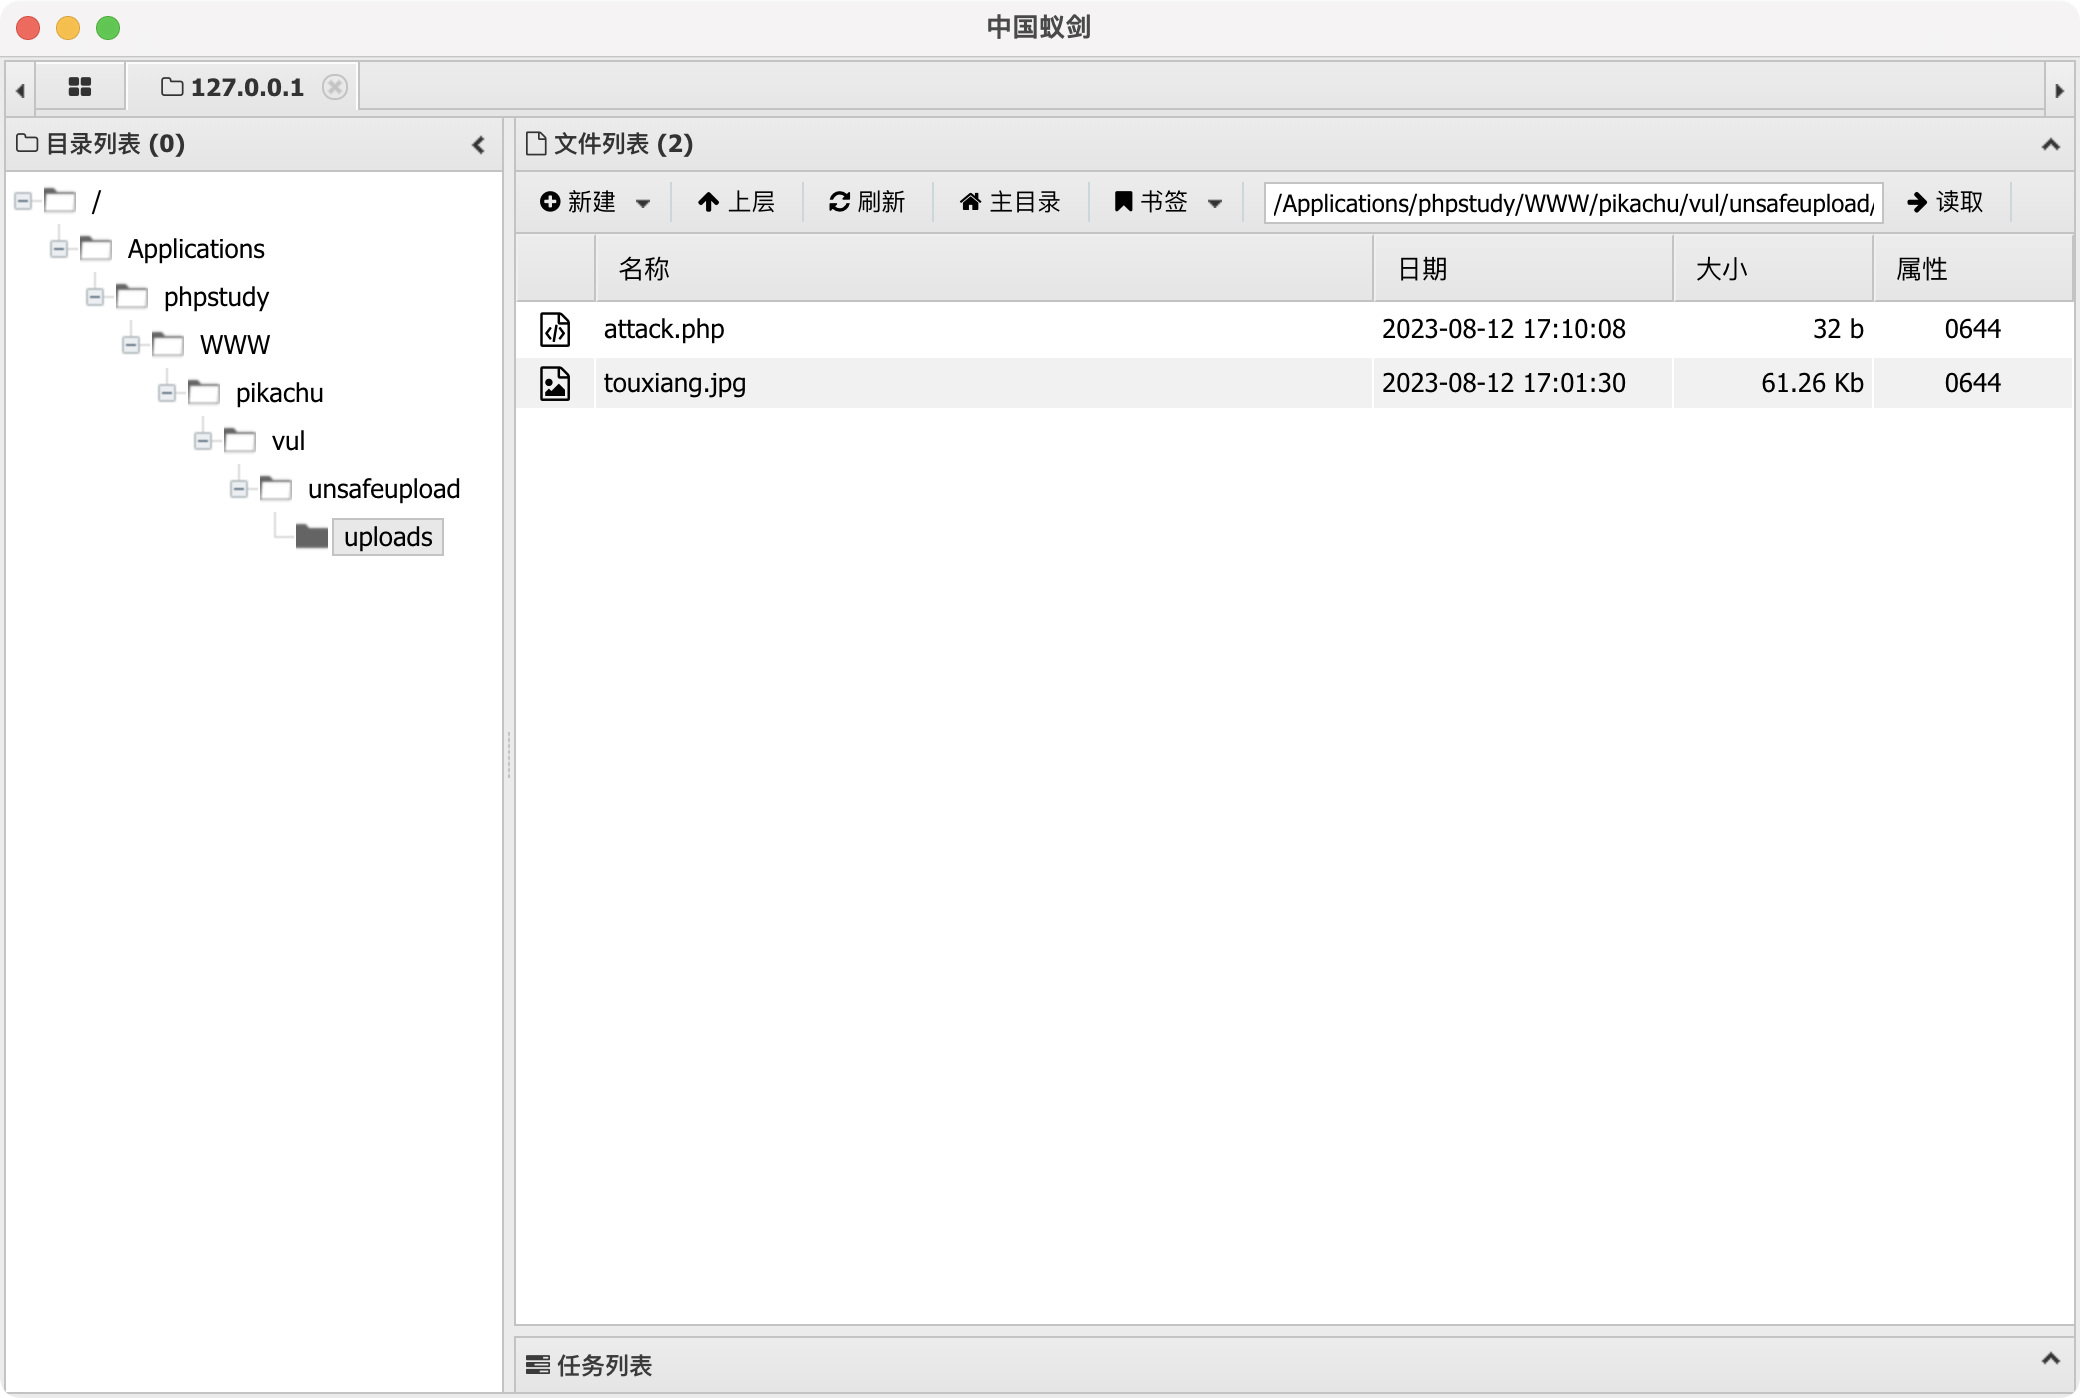 中国蚁剑
127.0.0.1
目录列表 (0)
/
Applications
phpstudy
WWW
pikachu
vul
unsafeupload
uploads
文件列表 (2)
新建 上层 刷新 主目录 书签 /Applications/phpstudy/WWW/pikachu/vul/unsafeupload/ 读取
名称 日期 大小 属性
attack.php 2023-08-12 17:10:08 32 b 0644
touxiang.jpg 2023-08-12 17:01:30 61.26 Kb 0644
任务列表